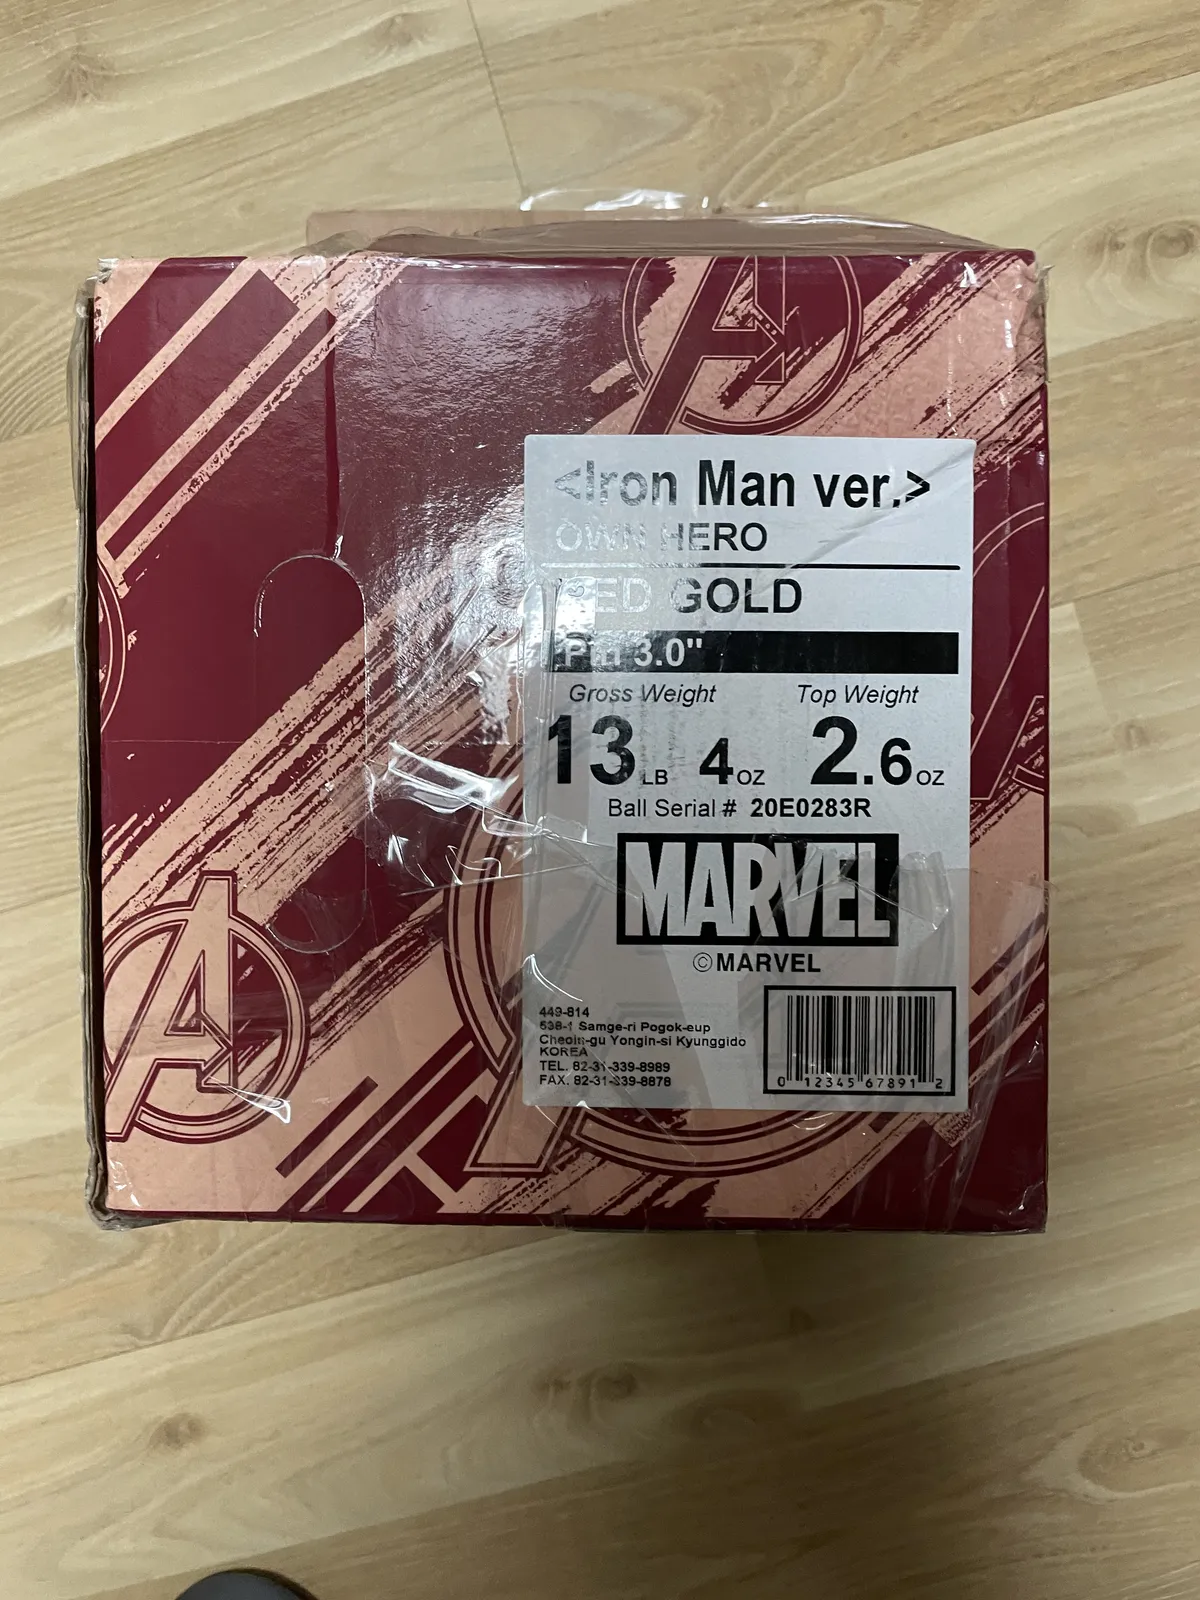 <Iron Man ver.>
OWN HERO
RED GOLD
Pin 3.0"
Gross Weight Top Weight
13 LB 4 OZ 2.6 OZ
Ball Serial # 20E0283R
MARVEL
©MARVEL
449-814
538-1 Samge-ri Pogok-eup
Cheoin-gu Yongin-si Kyunggido
KOREA
TEL. 82-31-339-8989
FAX. 82-31-339-8878
0 12345 67891 2